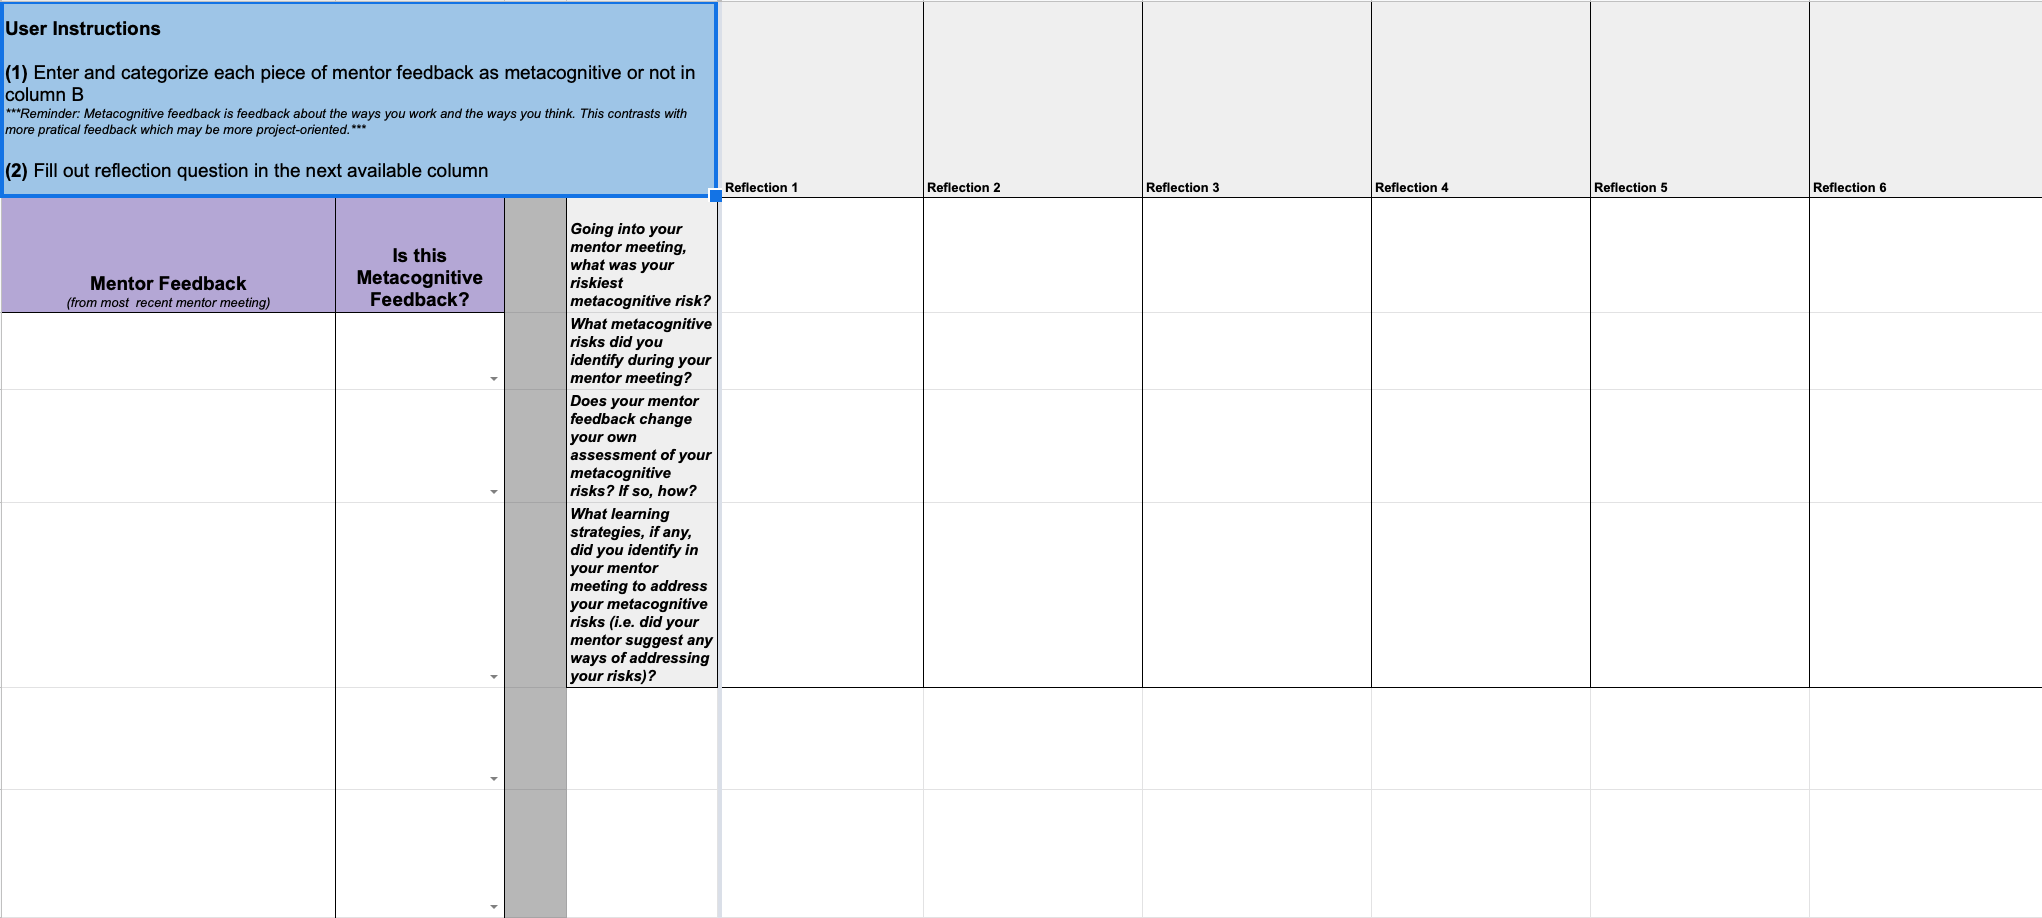 User Instructions
(1) Enter and categorize each piece of mentor feedback as metacognitive or not in
column B
***Reminder: Metacognitive feedback is feedback about the ways you work and the ways you think. This contrasts with
more pratical feedback which may be more project-oriented.***
(2) Fill out reflection question in the next available column
Reflection 1
Reflection 2
Reflection 3
Reflection 4
Reflection 5
Reflection 6
Mentor Feedback
(from most recent mentor meeting)
Is this
Metacognitive
Feedback?
Going into your
mentor meeting,
what was your
riskiest
metacognitive risk?
What metacognitive
risks did you
identify during your
mentor meeting?
Does your mentor
feedback change
your own
assessment of your
metacognitive
risks? If so, how?
What learning
strategies, if any,
did you identify in
your mentor
meeting to address
your metacognitive
risks (i.e. did your
mentor suggest any
ways of addressing
your risks)?